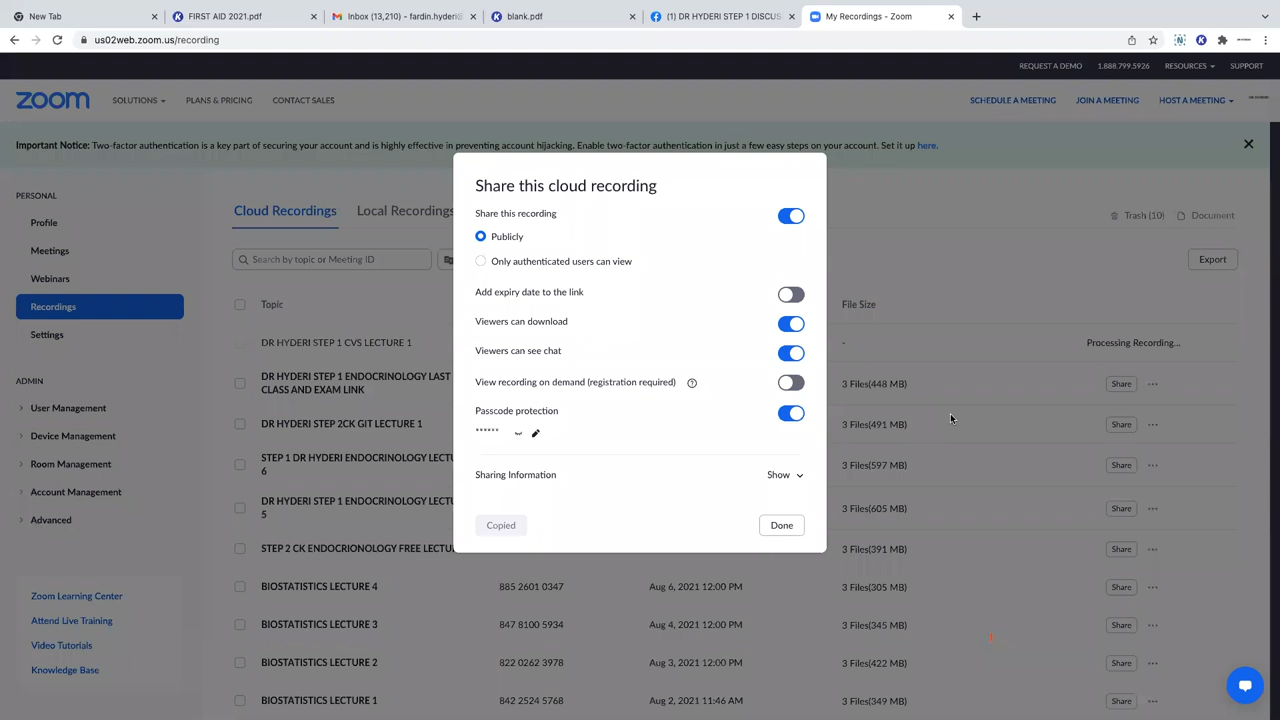 New Tab
FIRST AID 2021.pdf
Inbox (13,210) - fardin.hyderi@
blank.pdf
(1) DR HYDERI STEP 1 DISCUS
My Recordings - Zoom
us02web.zoom.us/recording
REQUEST A DEMO 1.888.799.5926 RESOURCES SUPPORT
zoom SOLUTIONS PLANS & PRICING CONTACT SALES SCHEDULE A MEETING JOIN A MEETING HOST A MEETING
Important Notice: Two-factor authentication is a key part of securing your account and is highly effective in preventing account hijacking. Enable two-factor authentication in just a few easy steps on your account. Set it up here.
PERSONAL
Profile
Meetings
Webinars
Recordings
Settings
ADMIN
User Management
Device Management
Room Management
Account Management
Advanced
Zoom Learning Center
Attend Live Training
Video Tutorials
Knowledge Base
Cloud Recordings Local Recordings Trash (10) Document
Search by topic or Meeting ID Export
Topic File Size
DR HYDERI STEP 1 CVS LECTURE 1 - Processing Recording...
DR HYDERI STEP 1 ENDOCRINOLOGY LAST
CLASS AND EXAM LINK 3 Files(448 MB) Share
DR HYDERI STEP 2CK GIT LECTURE 1 3 Files(491 MB) Share
STEP 1 DR HYDERI ENDOCRINOLOGY LECTU
6 3 Files(597 MB) Share
DR HYDERI STEP 1 ENDOCRINOLOGY LECTU
5 3 Files(605 MB) Share
STEP 2 CK ENDOCRIONOLOGY FREE LECTU 3 Files(391 MB) Share
BIOSTATISTICS LECTURE 4 885 2601 0347 Aug 6, 2021 12:00 PM 3 Files(305 MB) Share
BIOSTATISTICS LECTURE 3 847 8100 5934 Aug 4, 2021 12:00 PM 3 Files(345 MB) Share
BIOSTATISTICS LECTURE 2 822 0262 3978 Aug 3, 2021 12:00 PM 3 Files(422 MB) Share
BIOSTATISTICS LECTURE 1 842 2524 5768 Aug 2, 2021 11:46 AM 3 Files(349 MB) Share
Share this cloud recording
Share this recording
Publicly
Only authenticated users can view
Add expiry date to the link
Viewers can download
Viewers can see chat
View recording on demand (registration required)
Passcode protection
******
Sharing Information Show
Copied Done